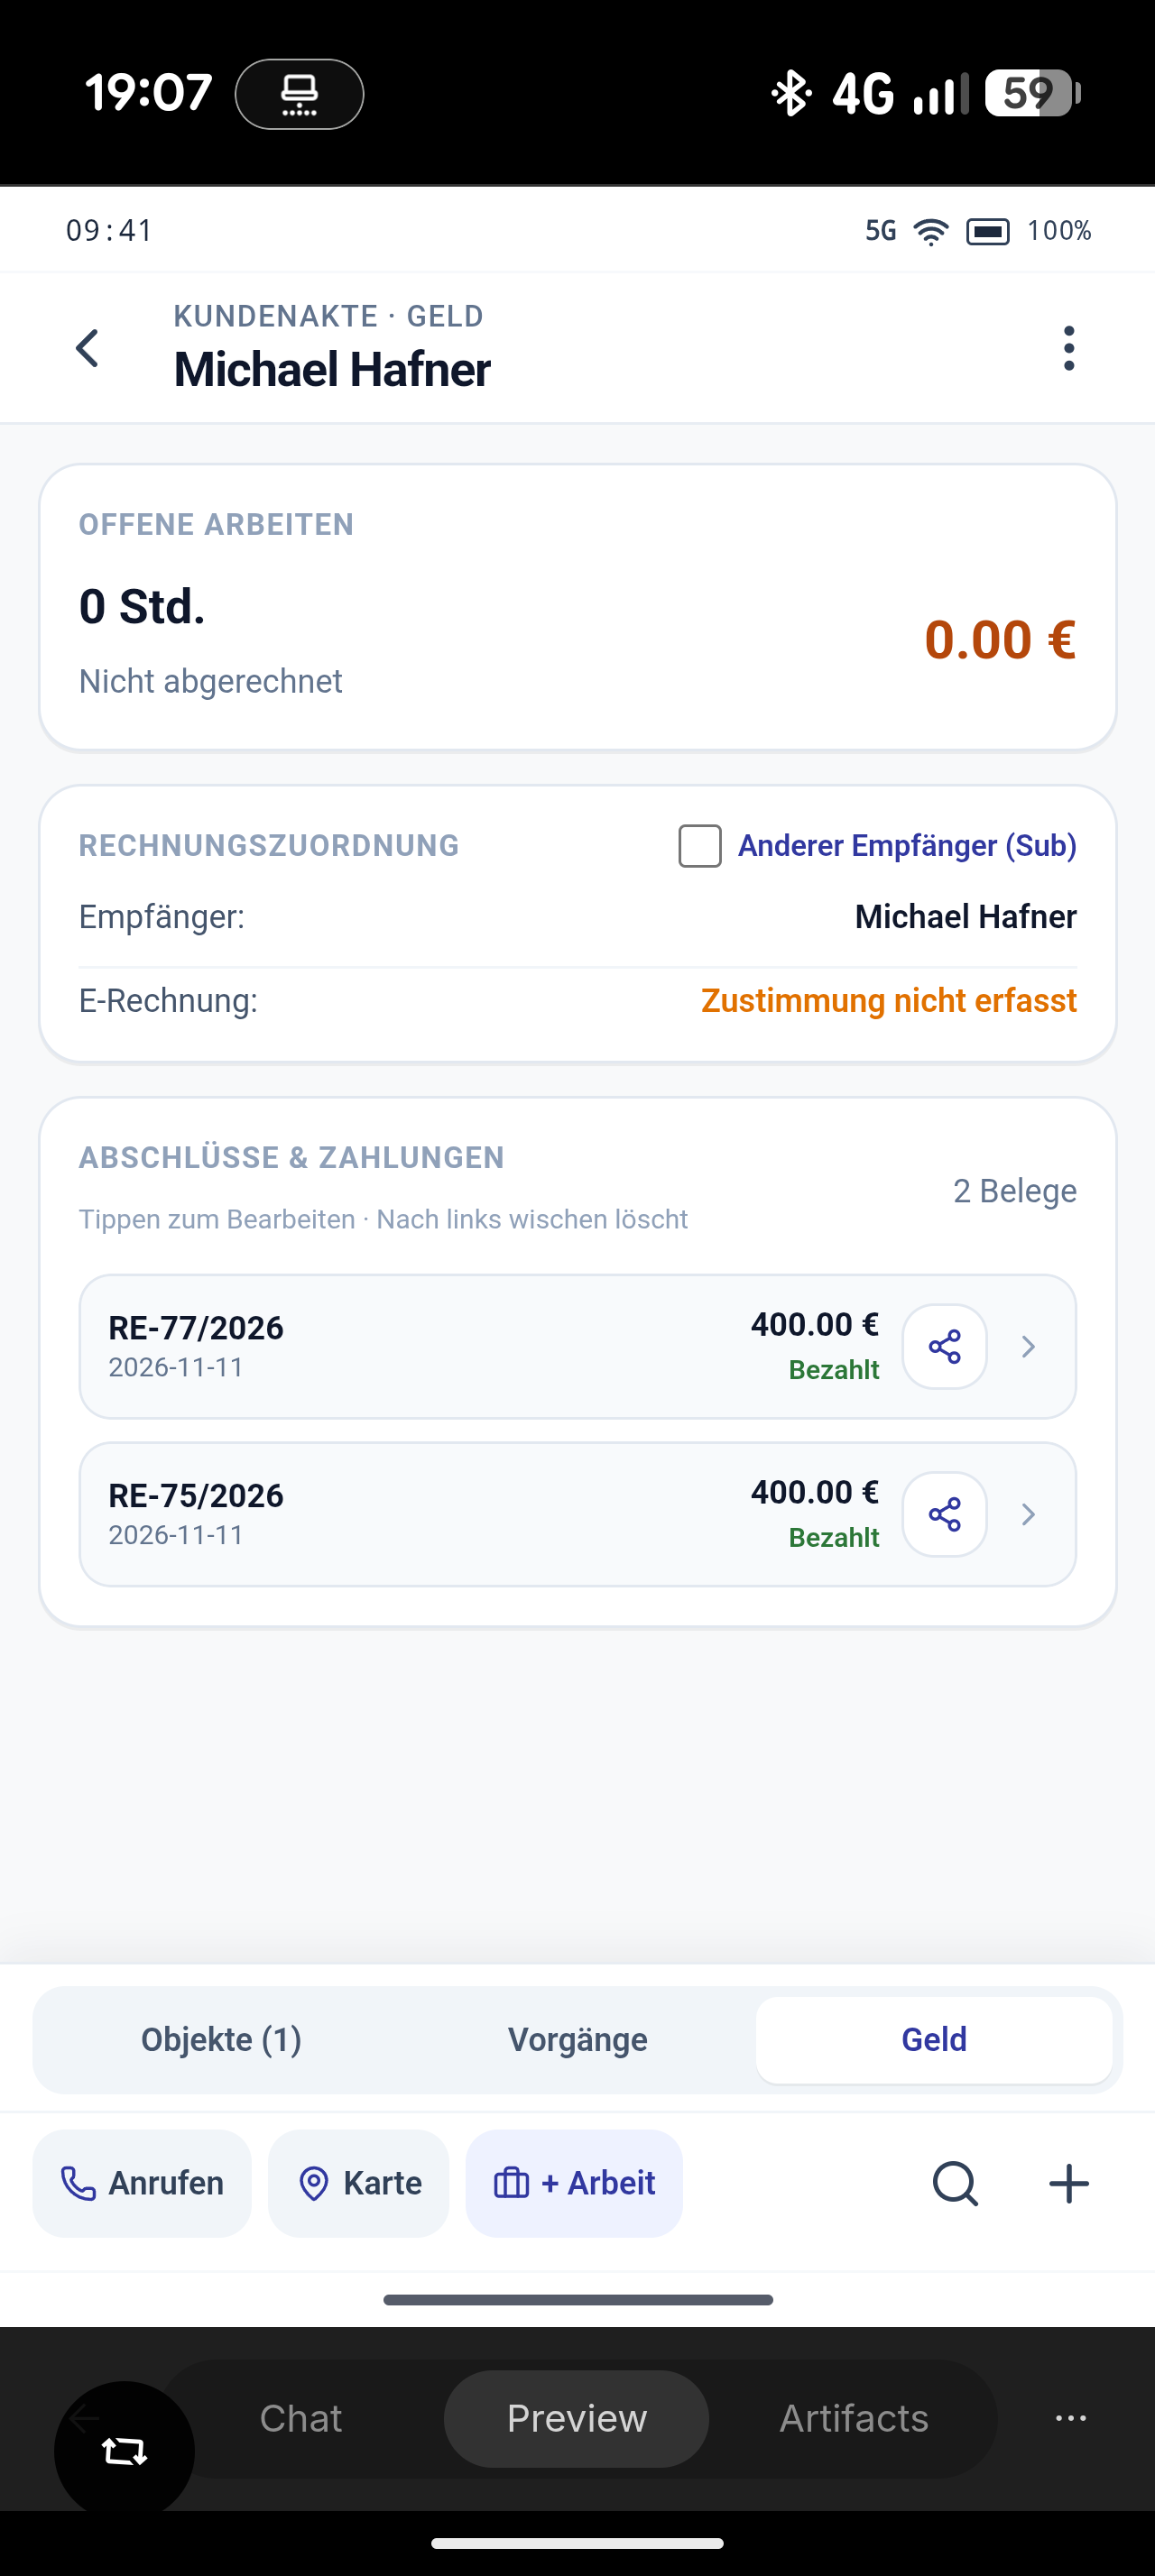 19:07
4G
59
09:41
5G
100%
KUNDENAKTE · GELD
Michael Hafner
OFFENE ARBEITEN
0 Std.
0.00 €
Nicht abgerechnet
RECHNUNGSZUORDNUNG
Anderer Empfänger (Sub)
Empfänger:
Michael Hafner
E-Rechnung:
Zustimmung nicht erfasst
ABSCHLÜSSE & ZAHLUNGEN
2 Belege
Tippen zum Bearbeiten · Nach links wischen löscht
RE-77/2026
400.00 €
2026-11-11
Bezahlt
RE-75/2026
400.00 €
2026-11-11
Bezahlt
Objekte (1)
Vorgänge
Geld
Anrufen
Karte
+ Arbeit
Chat
Preview
Artifacts